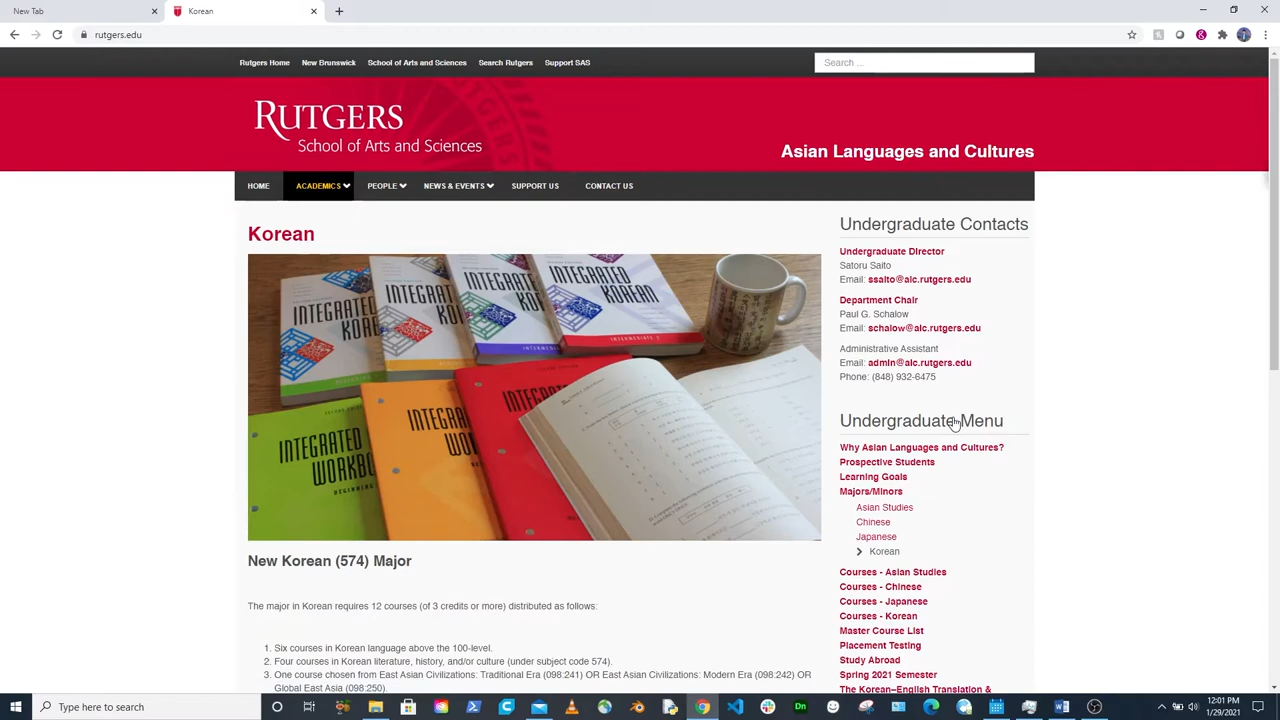 New Tab
Korean
rutgers.edu
Rutgers Home
New Brunswick
School of Arts and Sciences
Search Rutgers
Support SAS
Search ...
RUTGERS
School of Arts and Sciences
Asian Languages and Cultures
HOME
ACADEMICS
PEOPLE
NEWS & EVENTS
SUPPORT US
CONTACT US
Korean
INTEGRATED
INTEGRATED
INTEGRATED
INTEGRATED KOREAN
INTERMEDIATE 2
INTEGRATED WORKBOOK
New Korean (574) Major
The major in Korean requires 12 courses (of 3 credits or more) distributed as follows:
1. Six courses in Korean language above the 100-level.
2. Four courses in Korean literature, history, and/or culture (under subject code 574).
3. One course chosen from East Asian Civilizations: Traditional Era (098:241) OR East Asian Civilizations: Modern Era (098:242) OR
Global East Asia (098:250).
Undergraduate Contacts
Undergraduate Director
Satoru Saito
Email: ssaito@alc.rutgers.edu
Department Chair
Paul G. Schalow
Email: schalow@alc.rutgers.edu
Administrative Assistant
Email: admin@alc.rutgers.edu
Phone: (848) 932-6475
Undergraduate Menu
Why Asian Languages and Cultures?
Prospective Students
Learning Goals
Majors/Minors
Asian Studies
Chinese
Japanese
Korean
Courses - Asian Studies
Courses - Chinese
Courses - Japanese
Courses - Korean
Master Course List
Placement Testing
Study Abroad
Spring 2021 Semester
The Korean–English Translation &
Type here to search
12:01 PM
1/29/2021